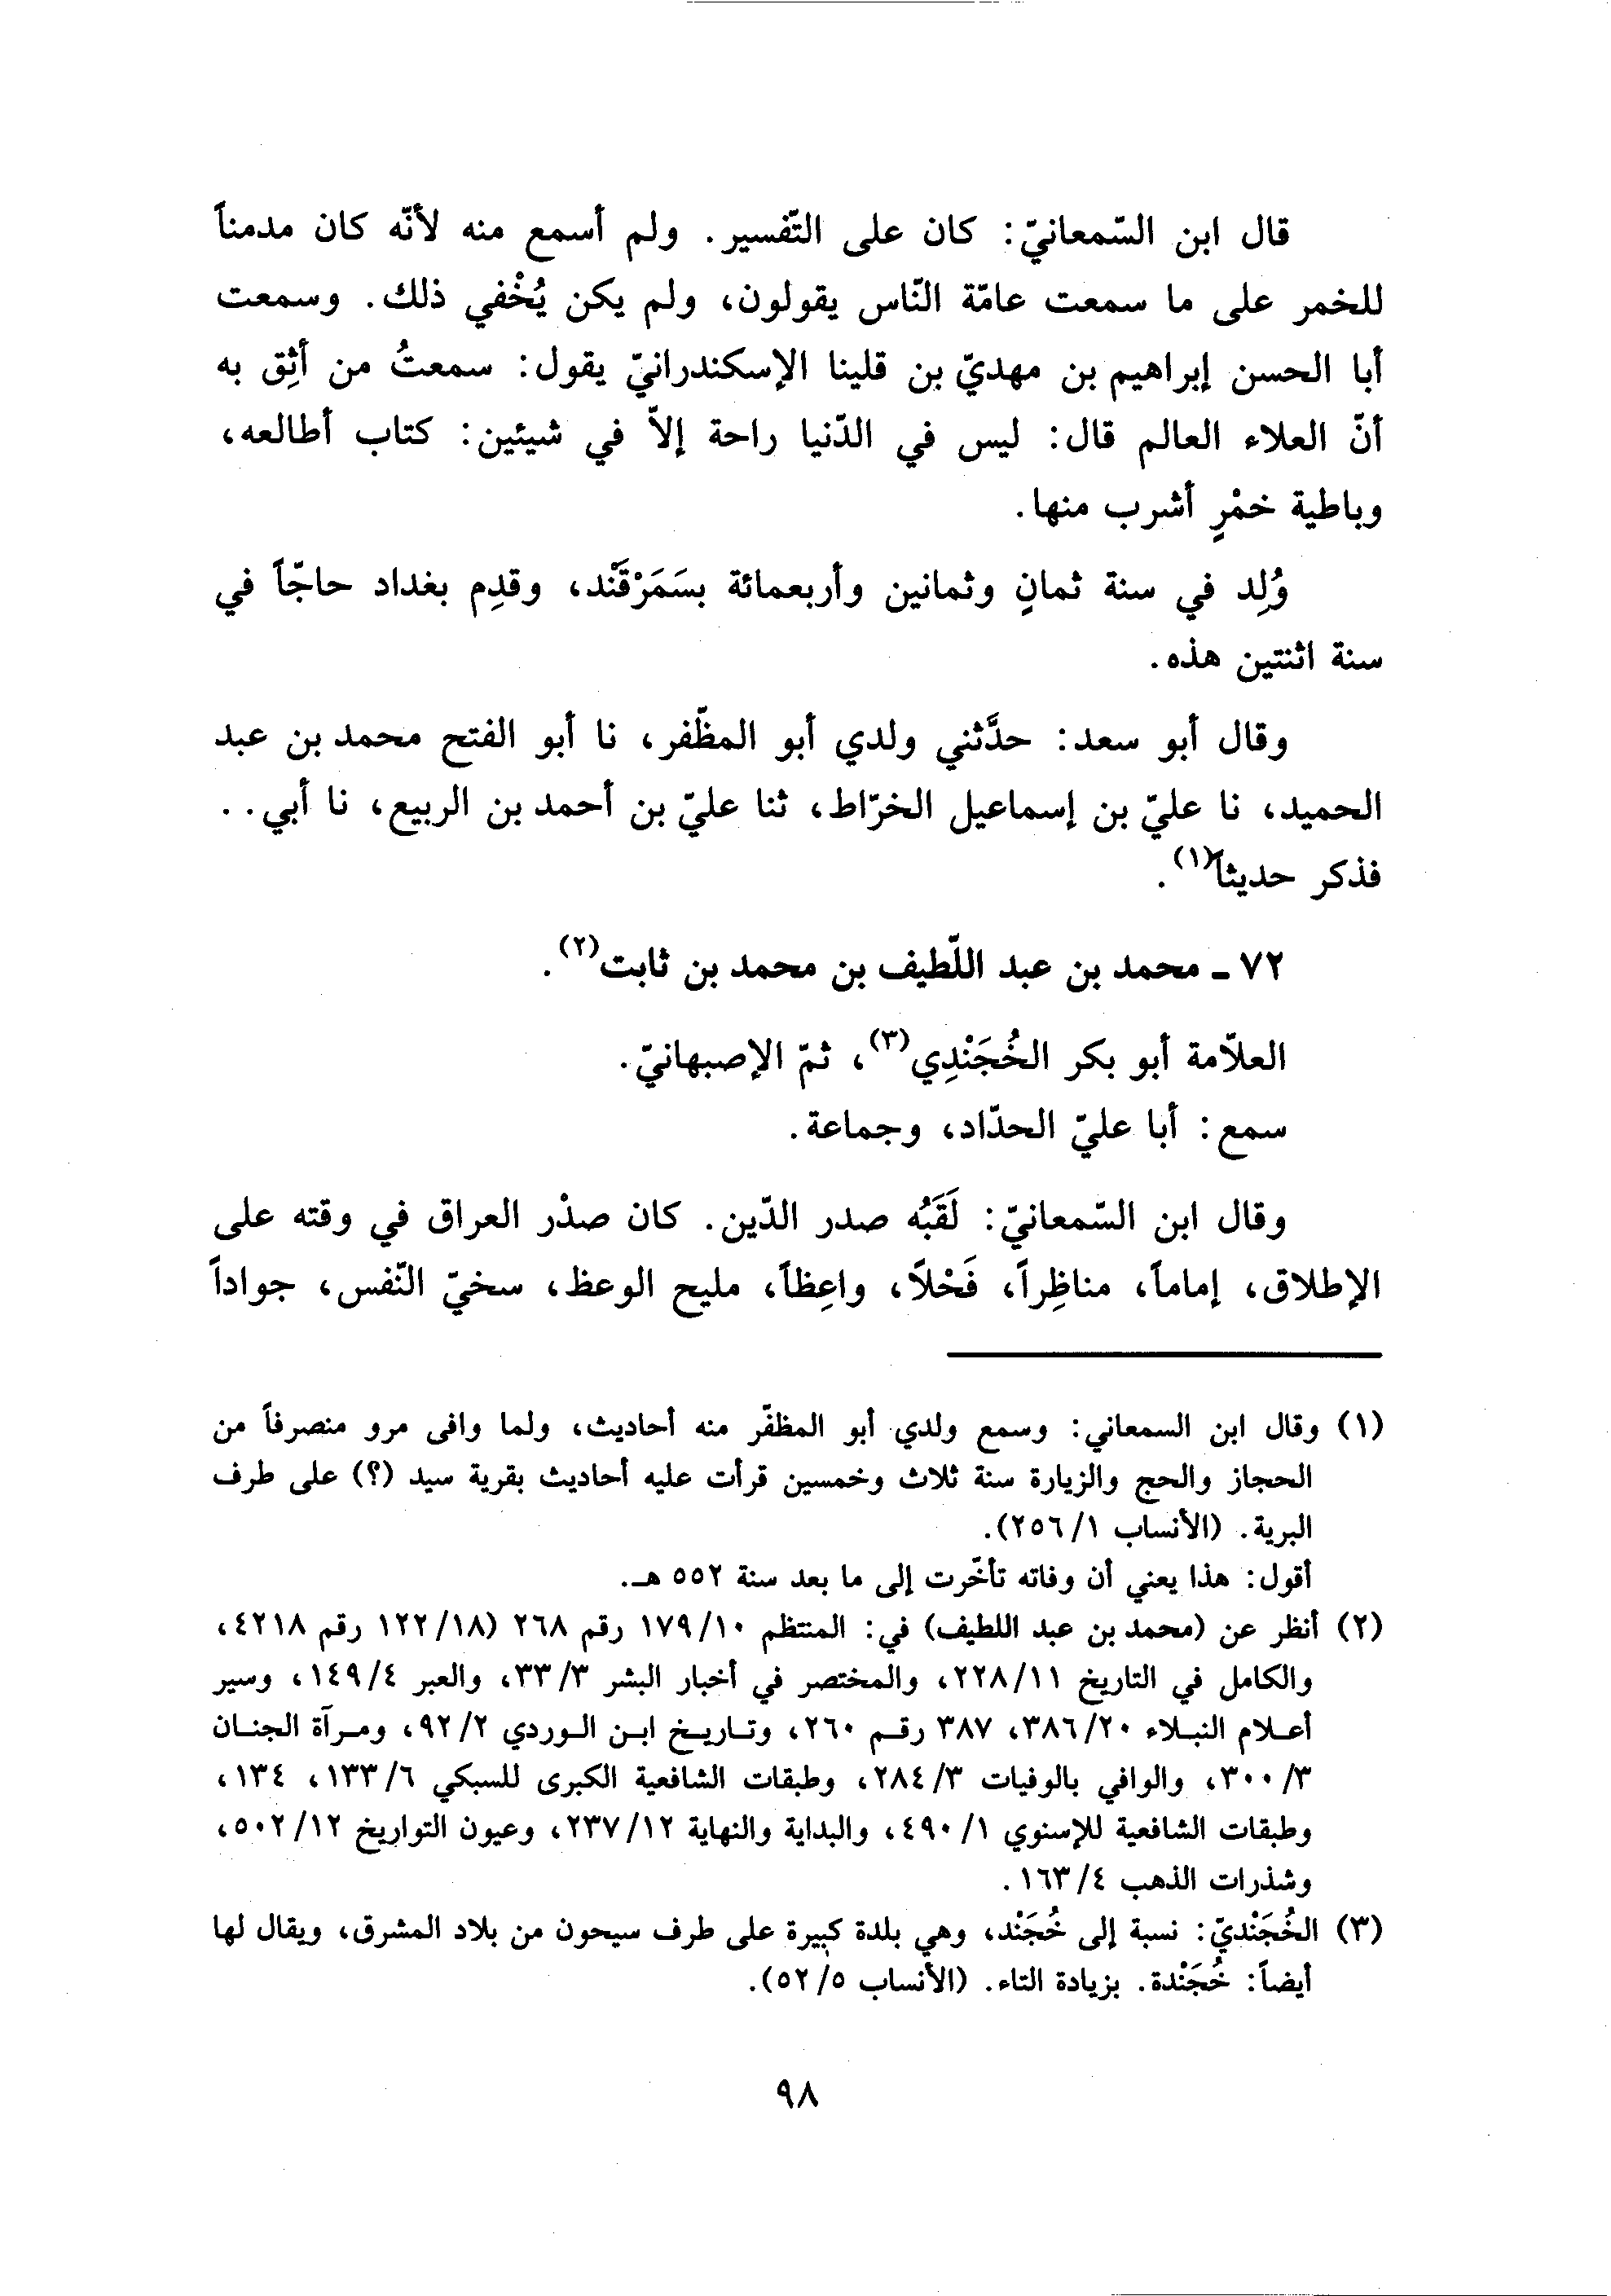 قال ابن السّمعانيّ: كان على التّفسير. ولم أسمع منه لأنّه كان مدمناً
للخمر على ما سمعت عامّة النّاس يقولون، ولم يكن يُخْفي ذلك. وسمعت
أبا الحسن إبراهيم بن مهديّ بن قلينا الإسكندرانيّ يقول: سمعتُ من أثِق به
أنّ العلاء العالم قال: ليس في الدّنيا راحة إلاّ في شيئين: كتاب أطالعه،
وباطية خمْرٍ أشرب منها.
وُلِد في سنة ثمانٍ وثمانين وأربعمائة بسَمَرْقَنْد، وقدِم بغداد حاجّاً في
سنة اثنتين هذه.
وقال أبو سعد: حدَّثني ولدي أبو المظّفر، نا أبو الفتح محمد بن عبد
الحميد، نا عليّ بن إسماعيل الخرّاط، ثنا عليّ بن أحمد بن الربيع، نا أبي. .
فذكر حديثاً(١).
٧٢ ـ محمد بن عبد اللّطيف بن محمد بن ثابت(٢).
العلاّمة أبو بكر الخُجَنْدِي(٣)، ثمّ الإصبهانيّ.
سمع: أبا عليّ الحدّاد، وجماعة.
وقال ابن السّمعانيّ: لَقَبُه صدر الدّين. كان صدْر العراق في وقته على
الإطلاق، إماماً، مناظِراً، فَحْلاً، واعِظاً، مليح الوعظ، سخيّ النّفس، جواداً
(١) وقال ابن السمعاني: وسمع ولدي أبو المظفّر منه أحاديث، ولما وافى مرو منصرفاً من
الحجاز والحج والزيارة سنة ثلاث وخمسين قرأت عليه أحاديث بقرية سيد (؟) على طرف
البرية. (الأنساب ١/٢٥٦).
أقول: هذا يعني أن وفاته تأخّرت إلى ما بعد سنة ٥٥٢ هـ.
(٢) أنظر عن (محمد بن عبد اللطيف) في: المنتظم ١٠/١٧٩ رقم ٢٦٨ (١٨/١٢٢ رقم ٤٢١٨،
والكامل في التاريخ ١١/٢٢٨، والمختصر في أخبار البشر ٣/٣٣، والعبر ٤/١٤٩، وسير
أعلام النبلاء ٢٠/٣٨٦، ٣٨٧ رقم ٢٦٠، وتاريخ ابن الوردي ٢/٩٢، ومرآة الجنان
٣/٣٠٠، والوافي بالوفيات ٣/٢٨٤، وطبقات الشافعية الكبرى للسبكي ٦/١٣٣، ١٣٤،
وطبقات الشافعية للإسنوي ١/٤٩٠، والبداية والنهاية ١٢/٢٣٧، وعيون التواريخ ١٢/٥٠٢،
وشذرات الذهب ٤/١٦٣.
(٣) الخُجَنْديّ: نسبة إلى خُجَنْد، وهي بلدة كبيرة على طرف سيحون من بلاد المشرق، ويقال لها
أيضاً: خُجَنْدة. بزيادة التاء. (الأنساب ٥/٥٢).
٩٨